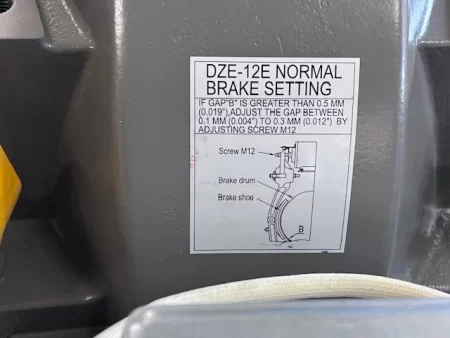 DZE-12E NORMAL
BRAKE SETTING
IF GAP"B" IS GREATER THAN 0.5 MM
(0.019"),ADJUST THE GAP BETWEEN
0.1 MM (0.004") TO 0.3 MM (0.012") BY
ADJUSTING SCREW M12
Screw M12
Brake drum
Brake shoe
B